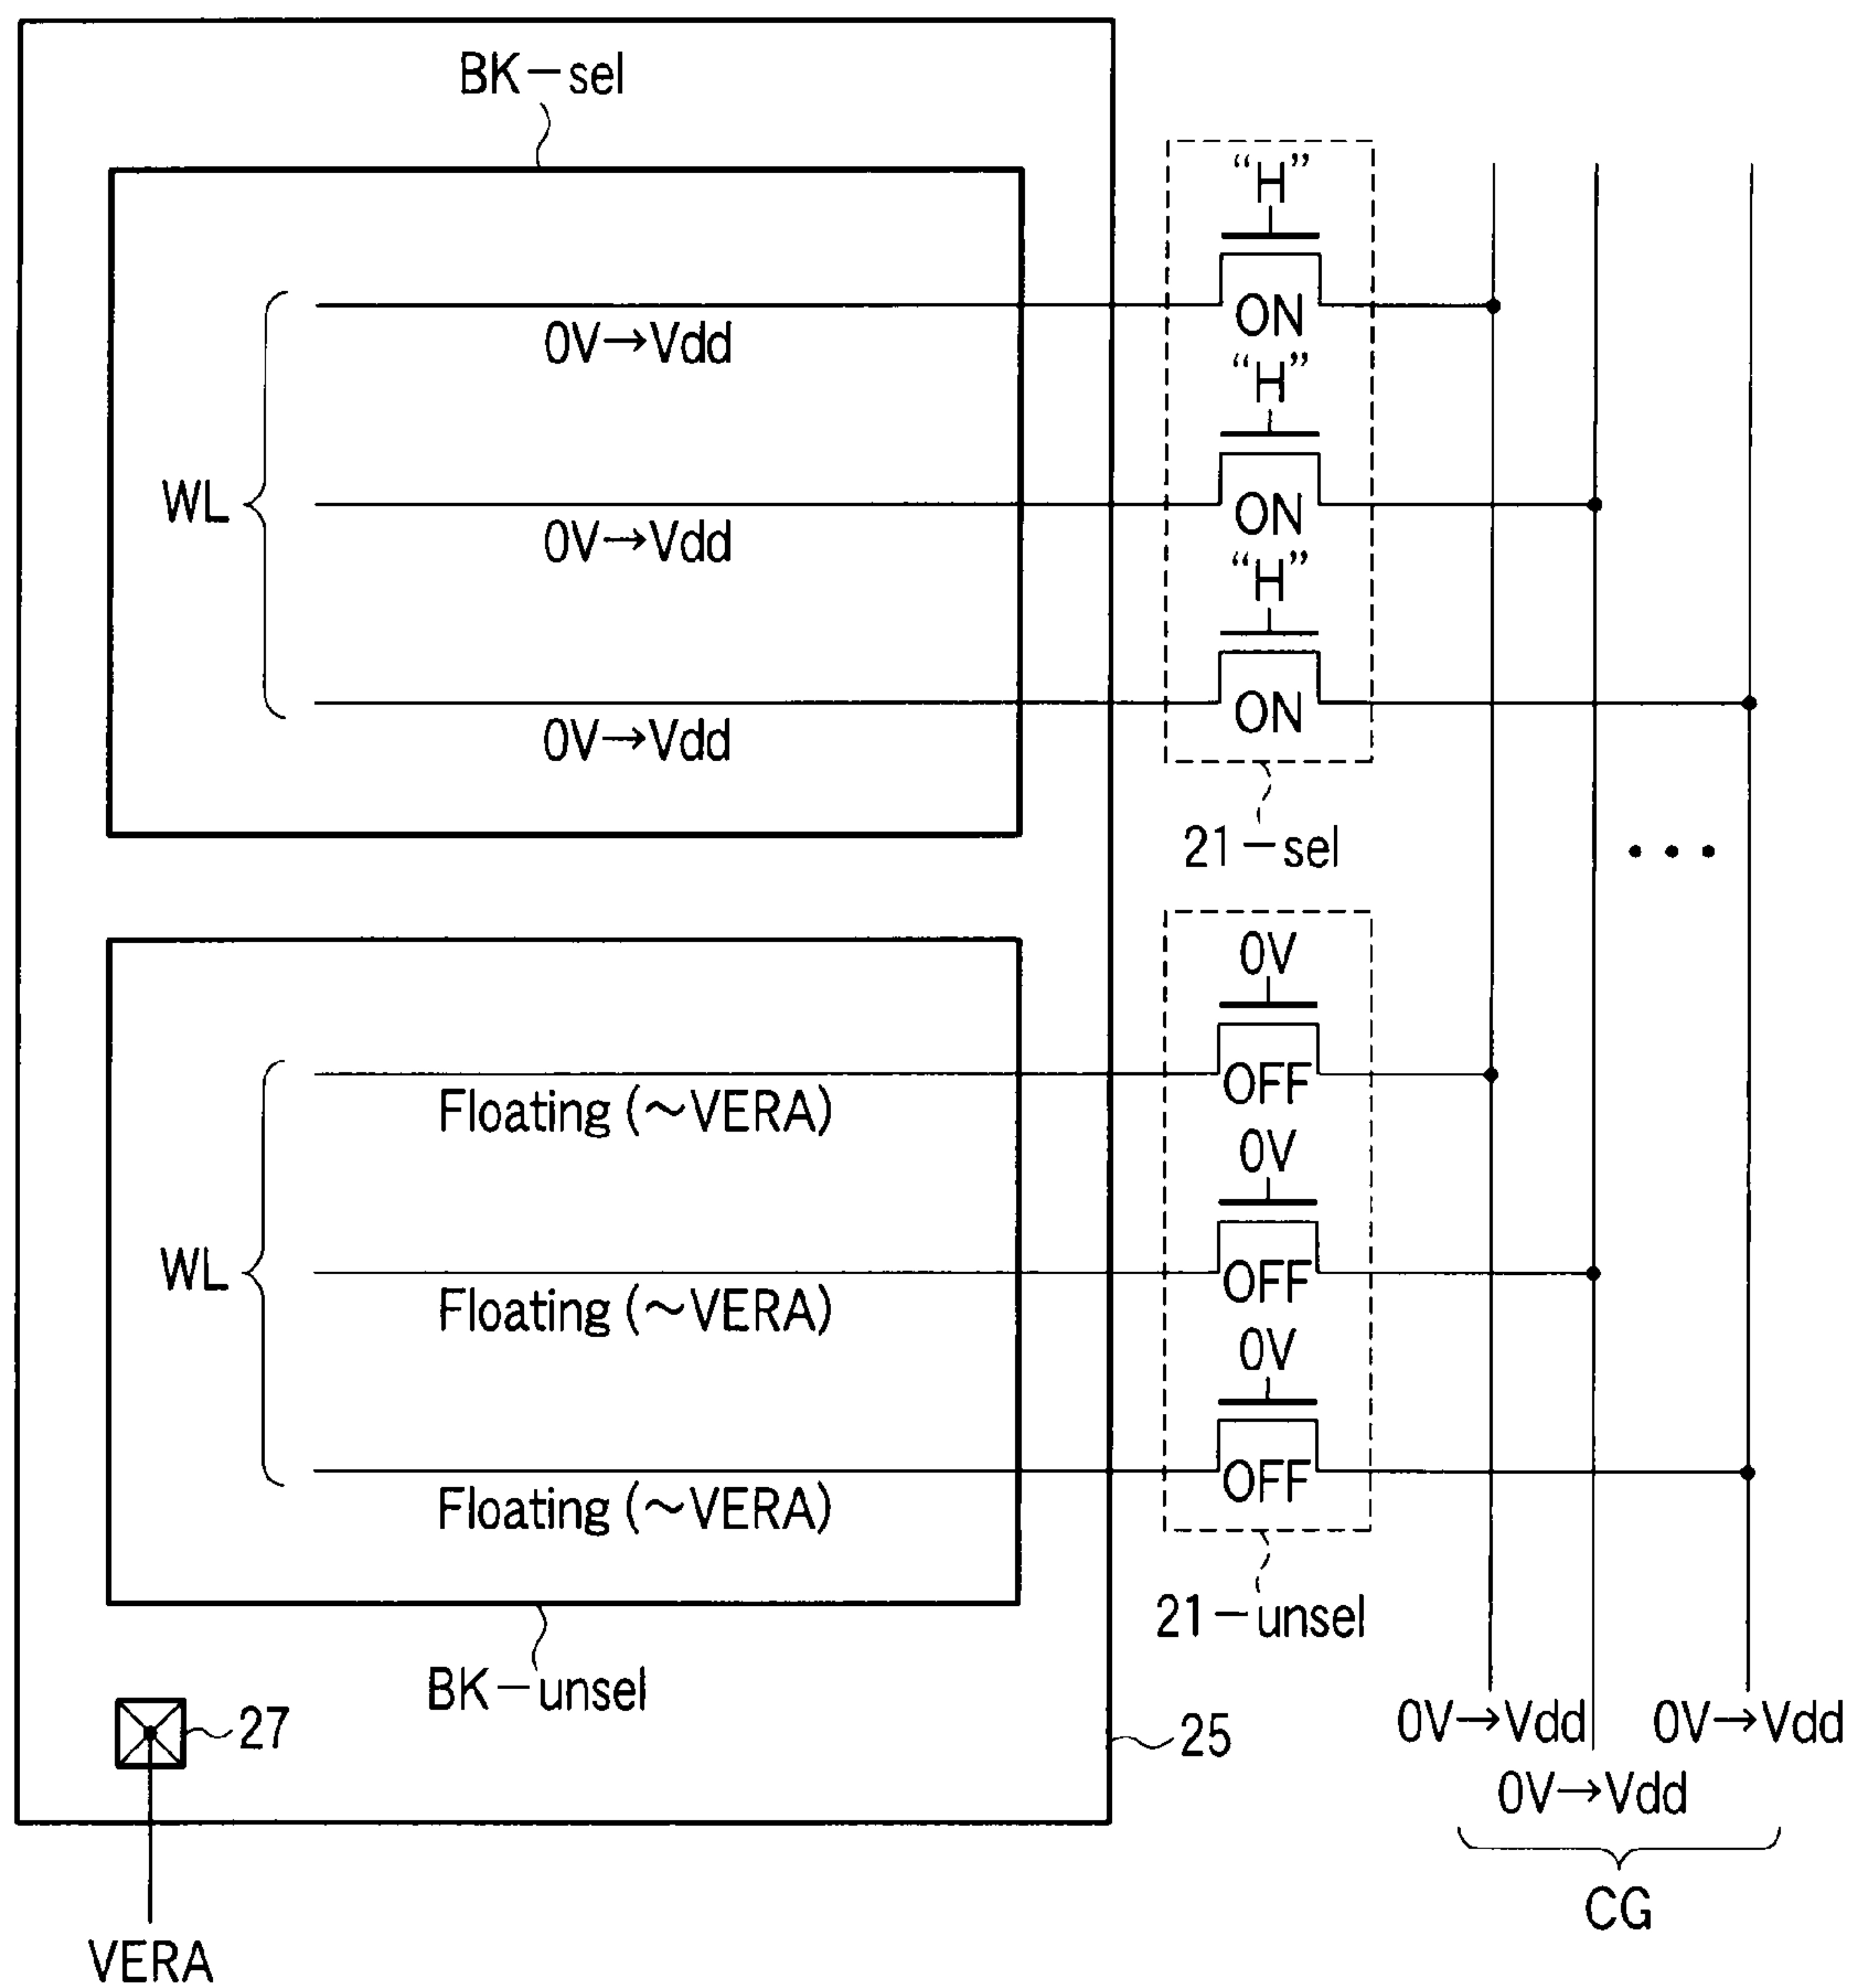 BK-sel
"H"
ON
0V→Vdd
"H"
WL
ON
0V→Vdd
"H"
ON
0V→Vdd
21-sel
0V
OFF
Floating (~VERA)
0V
WL
OFF
Floating (~VERA)
0V
OFF
Floating (~VERA)
21-unsel
BK-unsel
27
25
0V→Vdd
0V→Vdd
0V→Vdd
CG
VERA